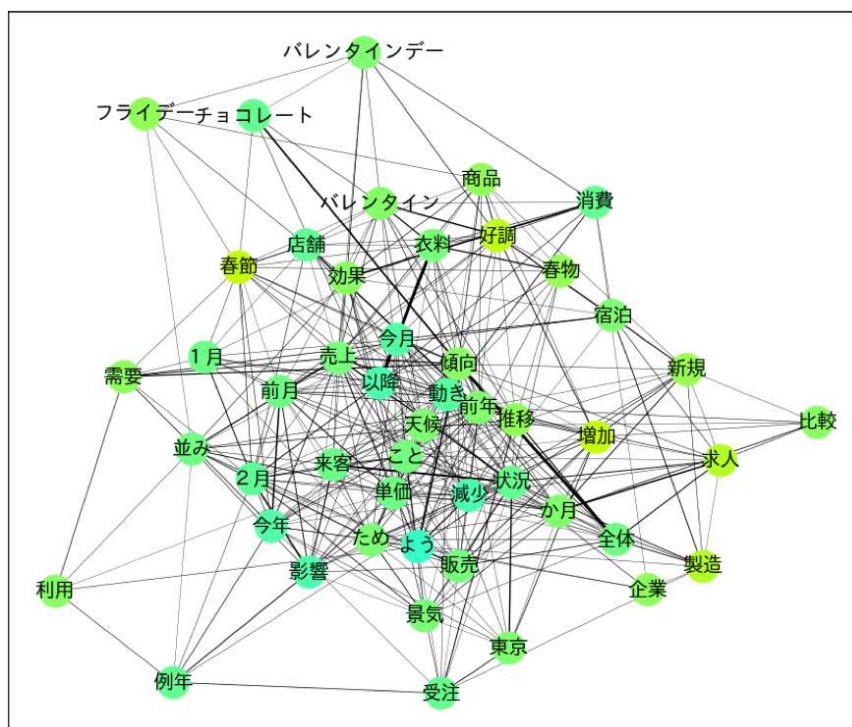 バレンタインデー
フライデー
チョコレート
商品
バレンタイン
消費
店舗
衣料
好調
春節
効果
春物
宿泊
今月
1月
売上
傾向
需要
新規
以降
前月
動き
前年
推移
比較
天候
増加
並み
こと
求人
来客
2月
状況
単価
減少
か月
今年
ため
よう
全体
影響
販売
製造
利用
企業
景気
東京
例年
受注